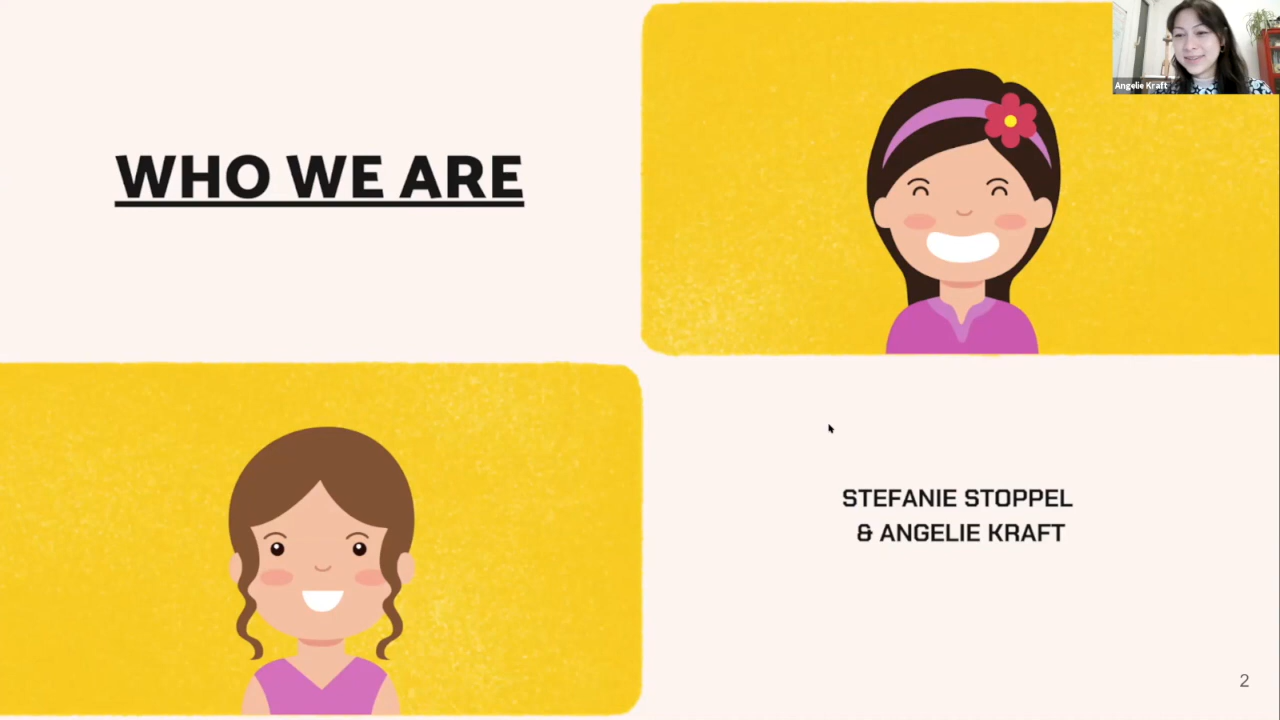 Angelie Kraft
WHO WE ARE
STEFANIE STOPPEL
& ANGELIE KRAFT
2